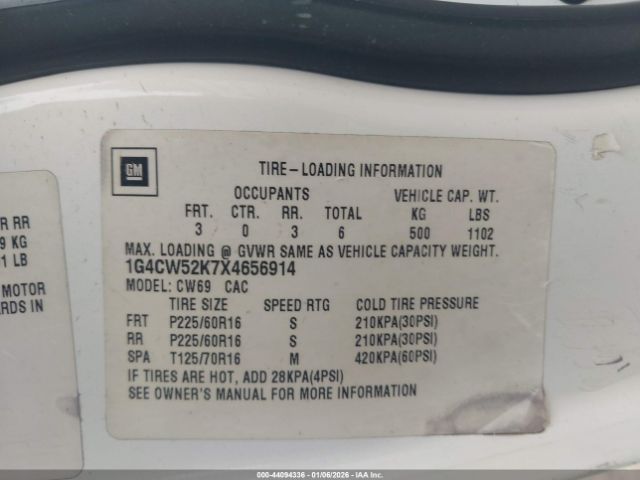 GM
TIRE-LOADING INFORMATION
OCCUPANTS VEHICLE CAP. WT.
FRT. CTR. RR. TOTAL KG LBS
3 0 3 6 500 1102
MAX. LOADING @ GVWR SAME AS VEHICLE CAPACITY WEIGHT.
1G4CW52K7X4656914
MODEL: CW69 CAC
TIRE SIZE SPEED RTG COLD TIRE PRESSURE
FRT P225/60R16 S 210KPA(30PSI)
RR P225/60R16 S 210KPA(30PSI)
SPA T125/70R16 M 420KPA(60PSI)
IF TIRES ARE HOT, ADD 28KPA(4PSI)
SEE OWNER'S MANUAL FOR MORE INFORMATION
R RR
9 KG
1 LB
MOTOR
RDS IN
000-44094336 | 01/06/2026 | COPART